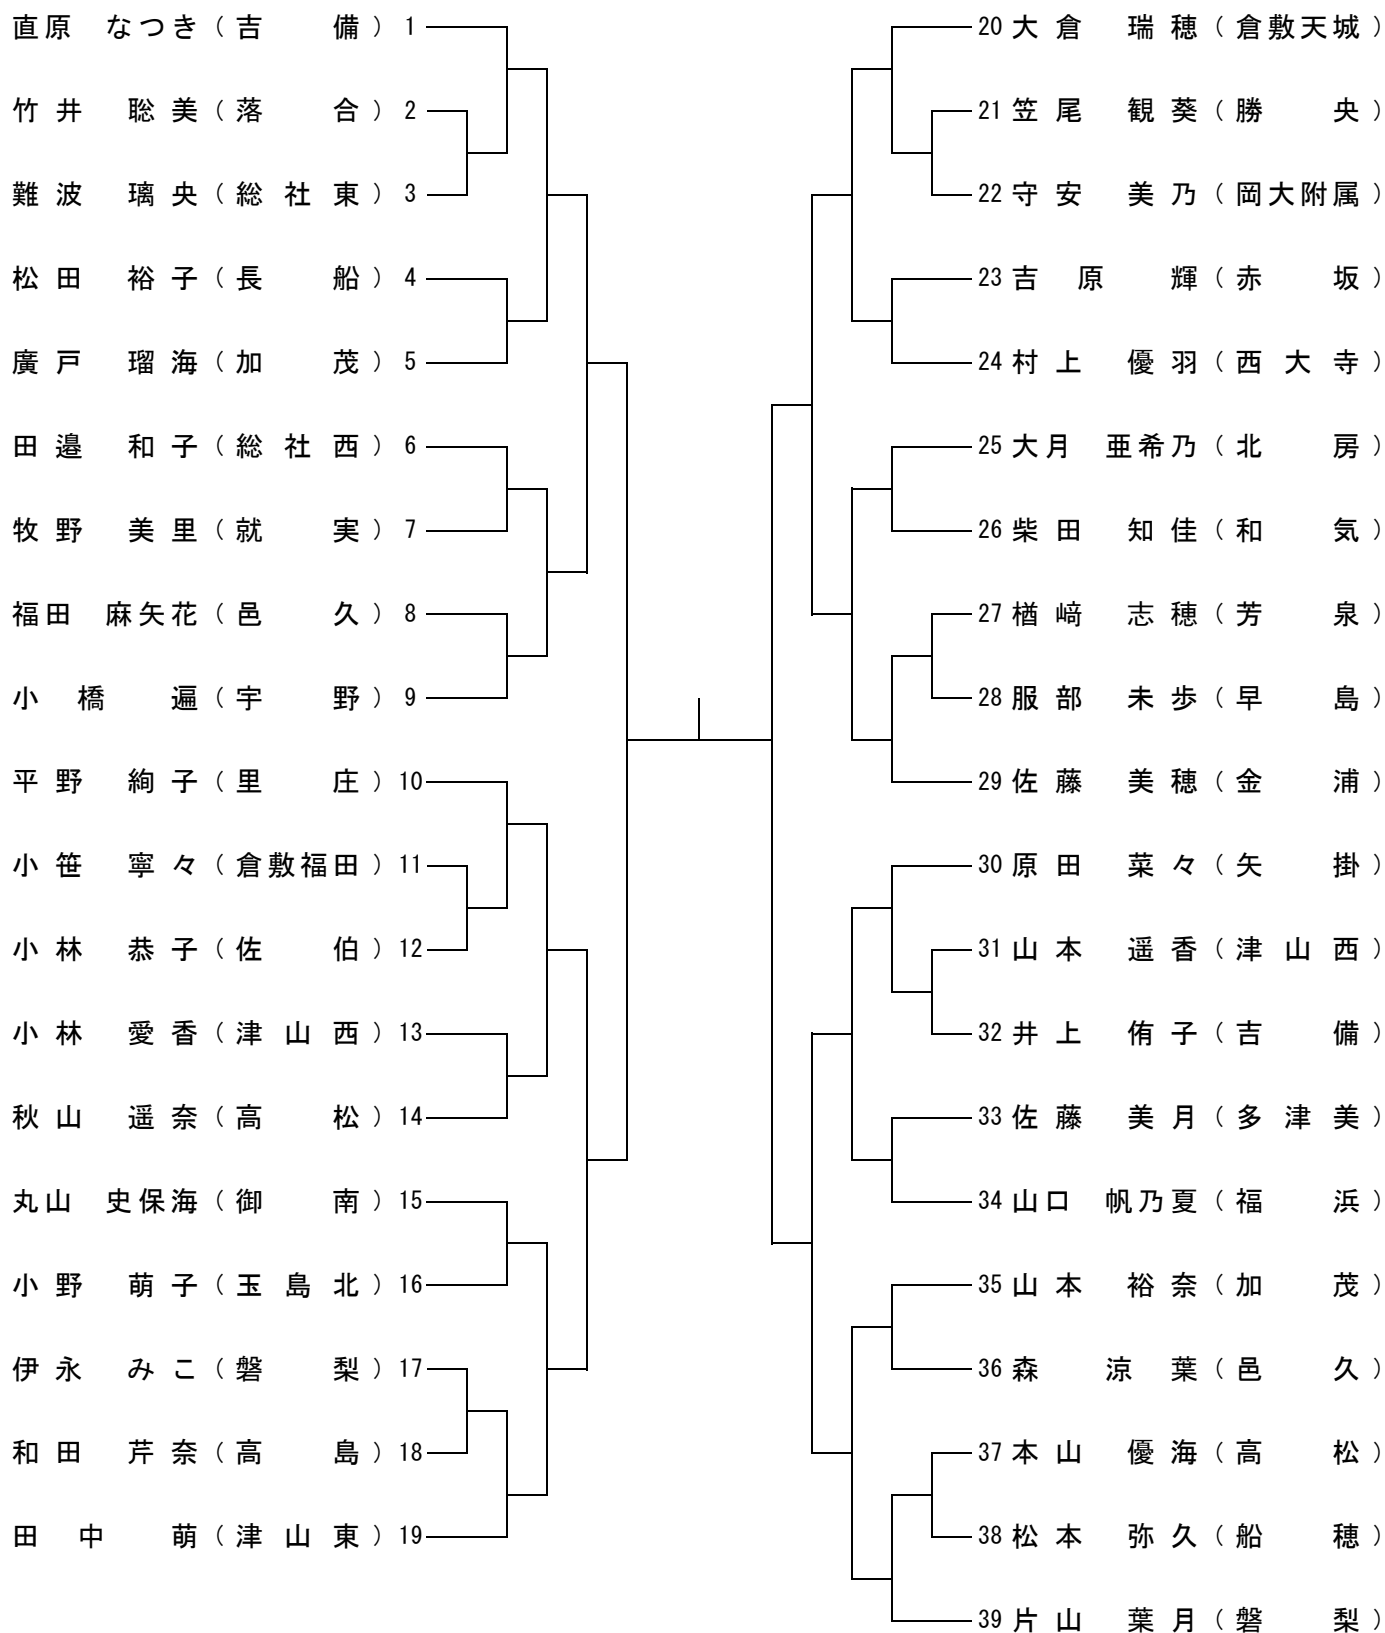 直原 なつき (吉備) 1
竹井 聡美 (落合) 2
難波 璃央 (総社東) 3
松田 裕子 (長船) 4
廣戸 瑠海 (加茂) 5
田邉 和子 (総社西) 6
牧野 美里 (就実) 7
福田 麻矢花 (邑久) 8
小橋 遍 (宇野) 9
平野 絢子 (里庄) 10
小笹 寧々 (倉敷福田) 11
小林 恭子 (佐伯) 12
小林 愛香 (津山西) 13
秋山 遥奈 (高松) 14
丸山 史保海 (御南) 15
小野 萌子 (玉島北) 16
伊永 みこ (磐梨) 17
和田 芹奈 (高島) 18
田中 萌 (津山東) 19
20 大倉 瑞穂 (倉敷天城)
21 笠尾 観葵 (勝央)
22 守安 美乃 (岡大附属)
23 吉原 輝 (赤坂)
24 村上 優羽 (西大寺)
25 大月 亜希乃 (北房)
26 柴田 知佳 (和気)
27 楢﨑 志穂 (芳泉)
28 服部 未歩 (早島)
29 佐藤 美穂 (金浦)
30 原田 菜々 (矢掛)
31 山本 遥香 (津山西)
32 井上 侑子 (吉備)
33 佐藤 美月 (多津美)
34 山口 帆乃夏 (福浜)
35 山本 裕奈 (加茂)
36 森 涼葉 (邑久)
37 本山 優海 (高松)
38 松本 弥久 (船穂)
39 片山 葉月 (磐梨)